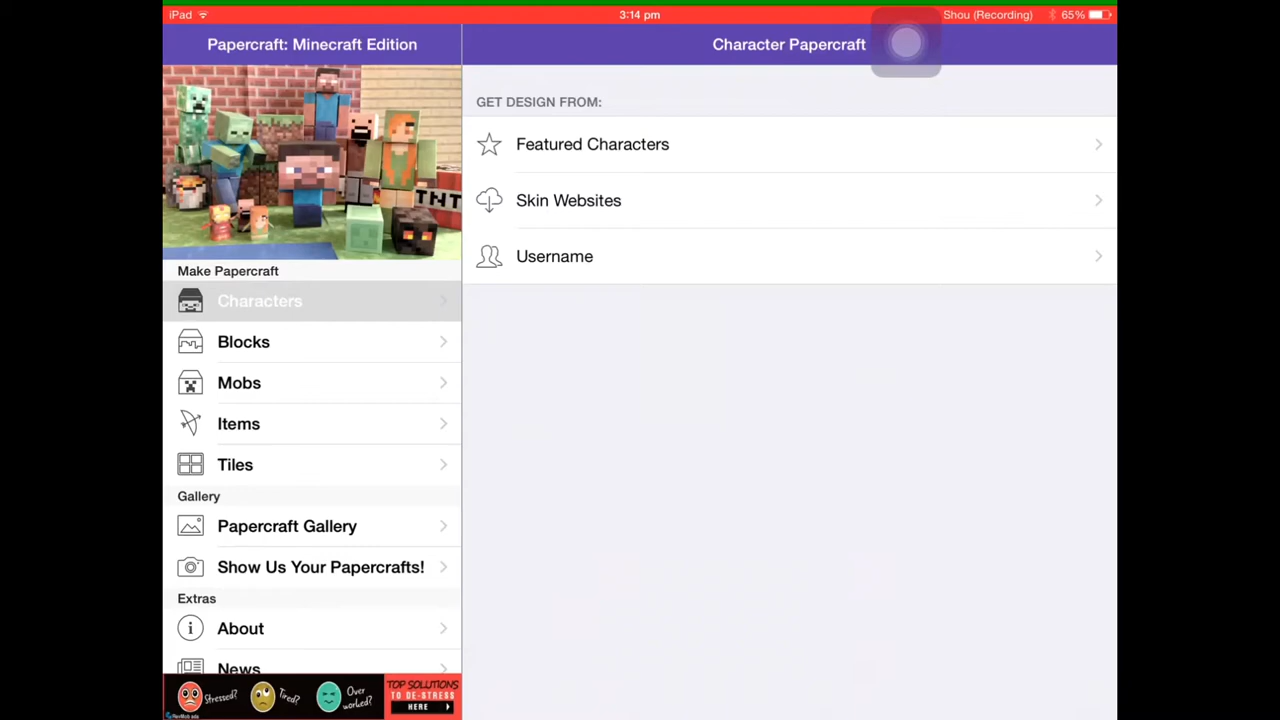 iPad 3:14 pm Shou (Recording) 65%
Papercraft: Minecraft Edition
Character Papercraft
TNT
GET DESIGN FROM:
Featured Characters
Skin Websites
Username
Make Papercraft
Characters
Blocks
Mobs
Items
Tiles
Gallery
Papercraft Gallery
Show Us Your Papercrafts!
Extras
About
News
Stressed?
Tired?
Over
worked?
TOP SOLUTIONS
TO DE-STRESS
HERE